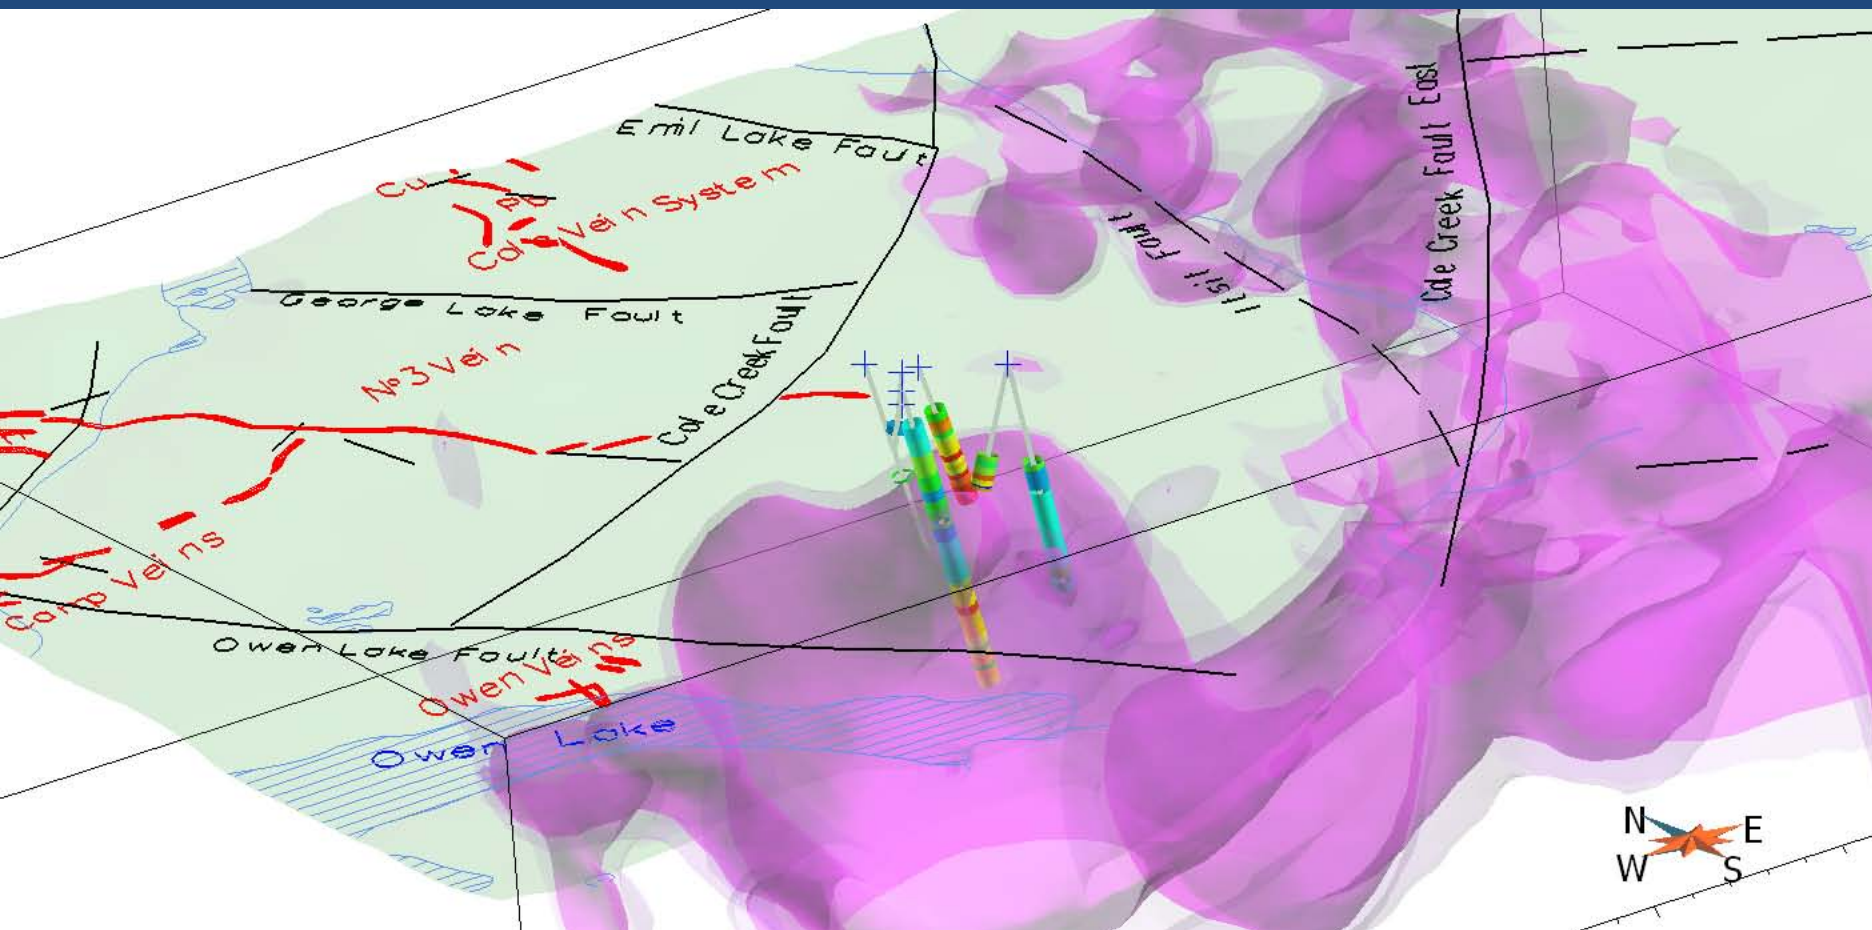 Emil Lake Fault
Cu
Pb
Cole Vein System
Cole Creek Fault East
Itsit Fault
George Lake Fault
Nº3 Vein
Cole Creek Fault
Camp Veins
Owen Lake Fault
Owen Veins
Owen Lake
N
E
W
S